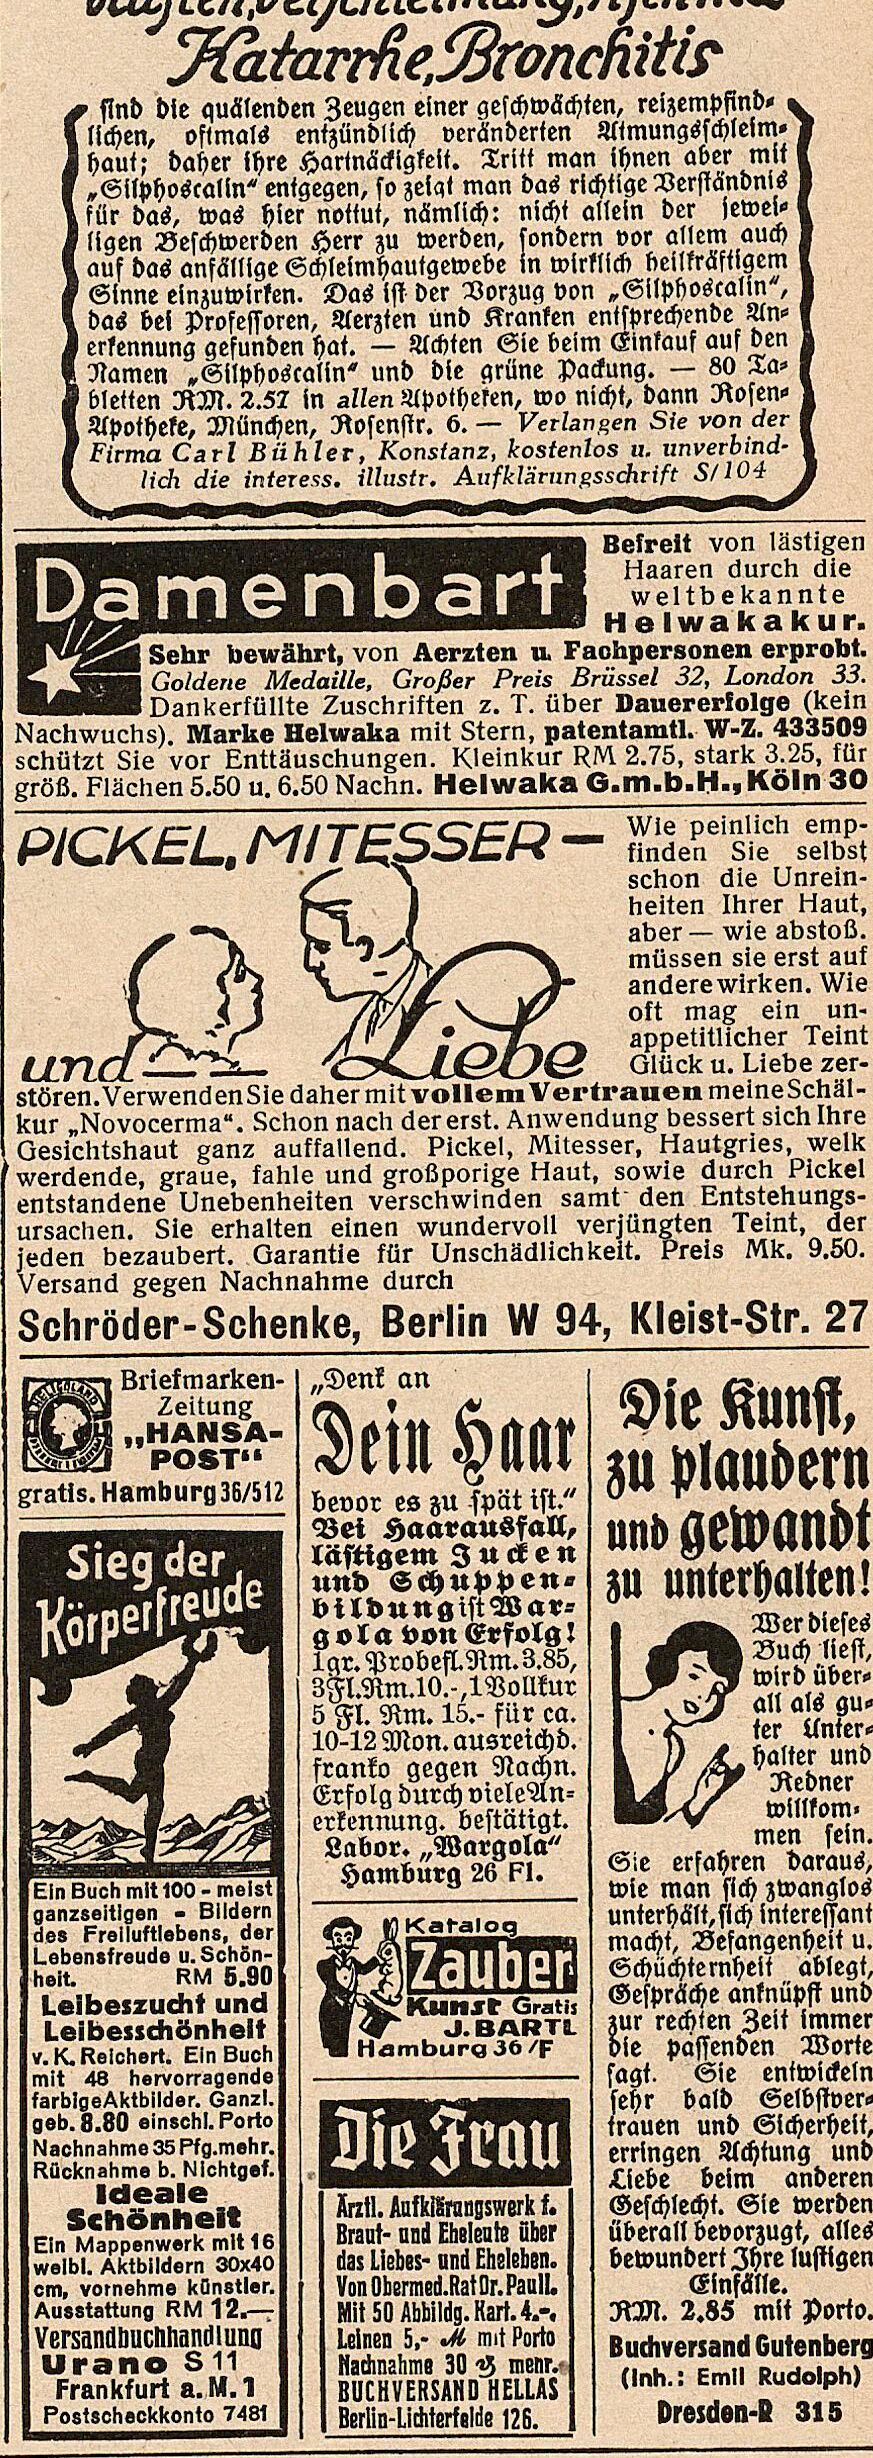 Katarrhe, Bronchitis
sind die quälenden Zeugen einer geschwächten, reizempfind-
lichen, oftmals entzündlich veränderten Atmungsschleim-
haut; daher ihre Hartnäckigkeit. Tritt man ihnen aber mit
„Silphoscalin“ entgegen, so zeigt man das richtige Verständnis
für das, was hier nottut, nämlich: nicht allein der jewei-
ligen Beschwerden Herr zu werden, sondern vor allem auch
auf das anfällige Schleimhautgewebe in wirklich heilkräftigem
Sinne einzuwirken. Das ist der Vorzug von „Silphoscalin“,
das bei Professoren, Aerzten und Kranken entsprechende An-
erkennung gefunden hat. — Achten Sie beim Einkauf auf den
Namen „Silphoscalin“ und die grüne Packung. — 80 Ta-
bletten RM. 2.57 in allen Apotheken, wo nicht, dann Rosen-
Apotheke, München, Rosenstr. 6. — Verlangen Sie von der
Firma Carl Bühler, Konstanz, kostenlos u. unverbind-
lich die interess. illustr. Aufklärungsschrift S/104
Damenbart
Befreit von lästigen
Haaren durch die
weltbekannte
Helwakakur.
Sehr bewährt, von Aerzten u. Fachpersonen erprobt.
Goldene Medaille, Großer Preis Brüssel 32, London 33.
Dankerfüllte Zuschriften z. T. über Dauererfolge (kein
Nachwuchs). Marke Helwaka mit Stern, patentamtl. W-Z. 433509
schützt Sie vor Enttäuschungen. Kleinkur RM 2.75, stark 3.25, für
größ. Flächen 5.50 u. 6.50 Nachn. Helwaka G.m.b.H., Köln 30
PICKEL, MITESSER —
und Liebe
Wie peinlich emp-
finden Sie selbst
schon die Unrein-
heiten Ihrer Haut,
aber — wie abstoß.
müssen sie erst auf
andere wirken. Wie
oft mag ein un-
appetitlicher Teint
Glück u. Liebe zer-
stören. Verwenden Sie daher mit vollem Vertrauen meine Schäl-
kur „Novocerma“. Schon nach der erst. Anwendung bessert sich Ihre
Gesichtshaut ganz auffallend. Pickel, Mitesser, Hautgries, welk
werdende, graue, fahle und großporige Haut, sowie durch Pickel
entstandene Unebenheiten verschwinden samt den Entstehungs-
ursachen. Sie erhalten einen wundervoll verjüngten Teint, der
jeden bezaubert. Garantie für Unschädlichkeit. Preis Mk. 9.50.
Versand gegen Nachnahme durch
Schröder-Schenke, Berlin W 94, Kleist-Str. 27
HELIGOLAND
Briefmarken-
Zeitung
„HANSA-
POST“
gratis. Hamburg 36/512
Sieg der
Körperfreude
Ein Buch mit 100 - meist
ganzseitigen - Bildern
des Freiluftlebens, der
Lebensfreude u. Schön-
heit. RM 5.90
Leibeszucht und
Leibesschönheit
v. K. Reichert. Ein Buch
mit 48 hervorragende
farbige Aktbilder. Ganzl.
geb. 8.80 einschl. Porto
Nachnahme 35 Pfg. mehr.
Rücknahme b. Nichtgef.
Ideale
Schönheit
Ein Mappenwerk mit 16
weibl. Aktbildern 30x40
cm, vornehme künstler.
Ausstattung RM 12.—
Versandbuchhandlung
Urano S 11
Frankfurt a. M. 1
Postscheckkonto 7481
„Denk an
Dein Haar
bevor es zu spät ist.“
Bei Haarausfall,
lästigem Jucken
und Schuppen-
bildung ist War-
gola von Erfolg!
1gr. Probefl. Rm. 3.85,
3 Fl. Rm. 10.-, 1 Vollkur
5 Fl. Rm. 15.- für ca.
10-12 Mon. ausreichd.
franko gegen Nachn.
Erfolg durch viele An-
erkennung. bestätigt.
Labor. „Wargola“
Hamburg 26 Fl.
Katalog
Zauber
Kunst Gratis
J. BARTL
Hamburg 36/F
Die Frau
Ärztl. Aufklärungswerk f.
Braut- und Eheleute über
das Liebes- und Eheleben.
Von Obermed. Rat Dr. Paull.
Mit 50 Abbildg. Kart. 4.-,
Leinen 5,- ℳ mit Porto
Nachnahme 30 ₰ mehr.
BUCHVERSAND HELLAS
Berlin-Lichterfelde 126.
Die Kunst,
zu plaudern
und gewandt
zu unterhalten!
Wer dieses
Buch liest,
wird über-
all als gu-
ter Unter-
halter und
Redner
willkom-
men sein.
Sie erfahren daraus,
wie man sich zwanglos
unterhält, sich interessant
macht, Befangenheit u.
Schüchternheit ablegt,
Gespräche anknüpft und
zur rechten Zeit immer
die passenden Worte
sagt. Sie entwickeln
sehr bald Selbstver-
trauen und Sicherheit,
erringen Achtung und
Liebe beim anderen
Geschlecht. Sie werden
überall bevorzugt, alles
bewundert Ihre lustigen
Einfälle.
RM. 2.85 mit Porto.
Buchversand Gutenberg
(Inh.: Emil Rudolph)
Dresden-R 315